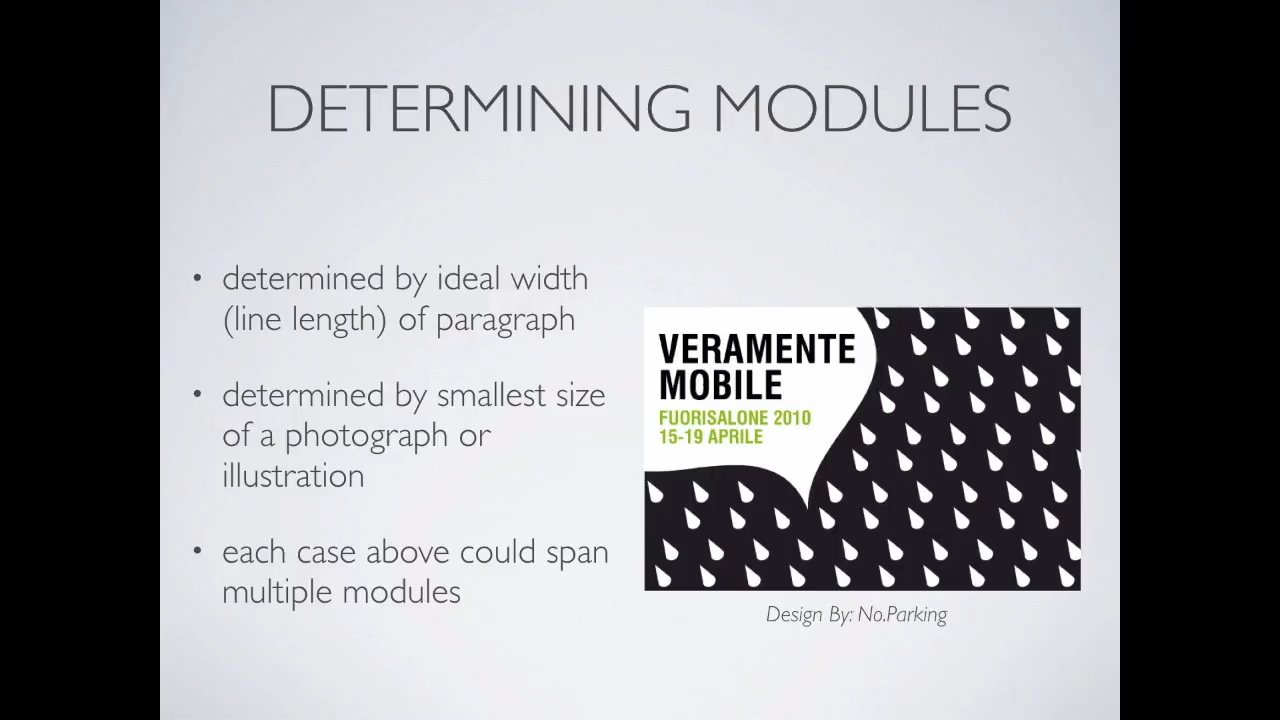 DETERMINING MODULES
• determined by ideal width
(line length) of paragraph
• determined by smallest size
of a photograph or
illustration
• each case above could span
multiple modules
VERAMENTE
MOBILE
FUORISALONE 2010
15-19 APRILE
Design By: No.Parking